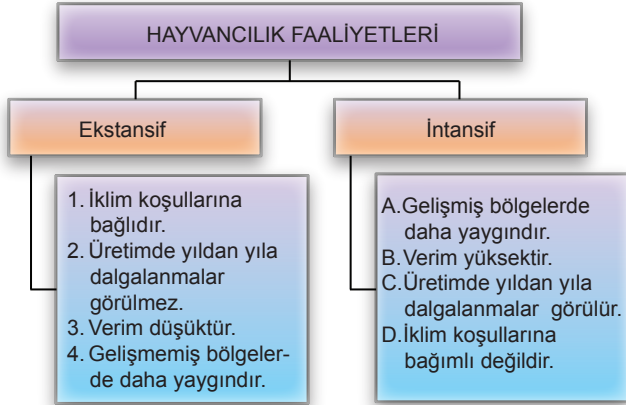 HAYVANCILIK FAALİYETLERİ
Ekstansif
İntansif
1. İklim koşullarına
bağlıdır.
2. Üretimde yıldan yıla
dalgalanmalar
görülmez.
3. Verim düşüktür.
4. Gelişmemiş bölgeler-
de daha yaygındır.
A.Gelişmiş bölgelerde
daha yaygındır.
B.Verim yüksektir.
C.Üretimde yıldan yıla
dalgalanmalar görülür.
D.İklim koşullarına
bağımlı değildir.